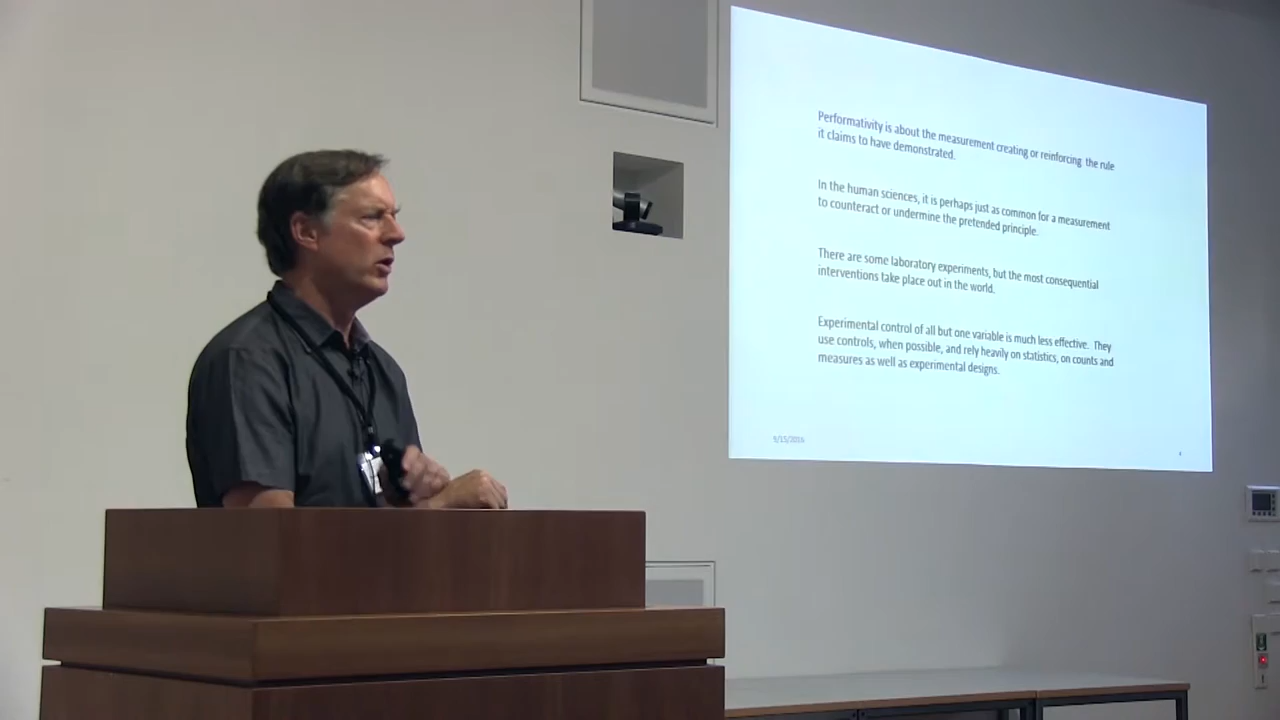 Performativity is about the measurement creating or reinforcing the rule
it claims to have demonstrated.
In the human sciences, it is perhaps just as common for a measurement
to counteract or undermine the pretended principle.
There are some laboratory experiments, but the most consequential
interventions take place out in the world.
Experimental control of all but one variable is much less effective. They
use controls, when possible, and rely heavily on statistics, on counts and
measures as well as experimental designs.